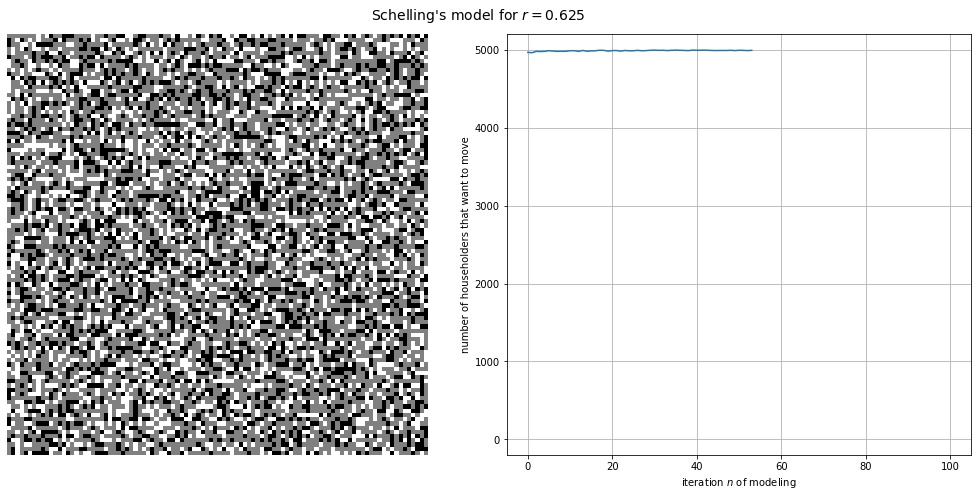 Schelling's model for r = 0.625
number of householders that want to move
5000
4000
3000
2000
1000
0
0 20 40 60 80 100
iteration n of modeling